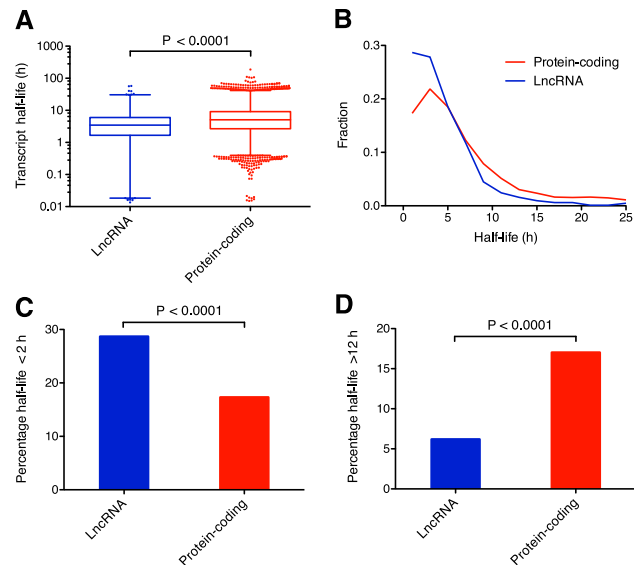 A
P < 0.0001
Transcript half-life (h)
1000
100
10
1
0.1
0.01
LncRNA
Protein-coding
B
Protein-coding
LncRNA
Fraction
0.3
0.2
0.1
0.0
0
5
10
15
20
25
Half-life (h)
C
P < 0.0001
Percentage half-life < 2 h
30
20
10
0
LncRNA
Protein-coding
D
P < 0.0001
Percentage half-life >12 h
20
15
10
5
0
LncRNA
Protein-coding